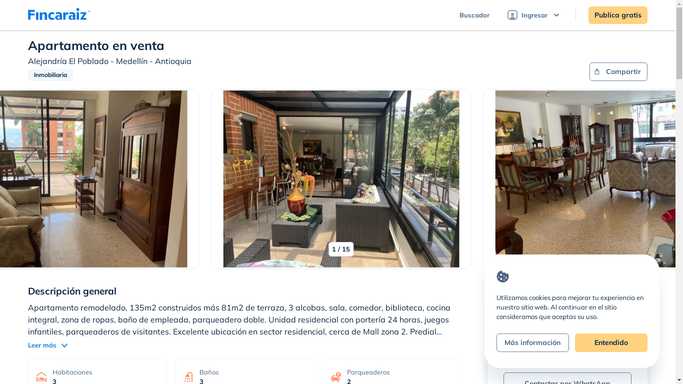 Fincaraiz
Buscador
Ingresar
Publica gratis
Apartamento en venta
Alejandría El Poblado - Medellín - Antioquia
Inmobiliaria
Compartir
1 / 15
Descripción general
Apartamento remodelado, 135m2 construidos más 81m2 de terraza, 3 alcobas, sala, comedor, biblioteca, cocina
integral, zona de ropas, baño de empleada, parqueadero doble. Unidad residencial con portería 24 horas, juegos
infantiles, parqueaderos de visitantes. Excelente ubicación en sector residencial, cerca de Mall zona 2. Predial...
Leer más
Habitaciones
3
Baños
3
Parqueaderos
2
Utilizamos cookies para mejorar tu experiencia en
nuestro sitio web. Al continuar en el sitio
consideramos que aceptas su uso.
Más información
Entendido
Contactar por WhatsApp